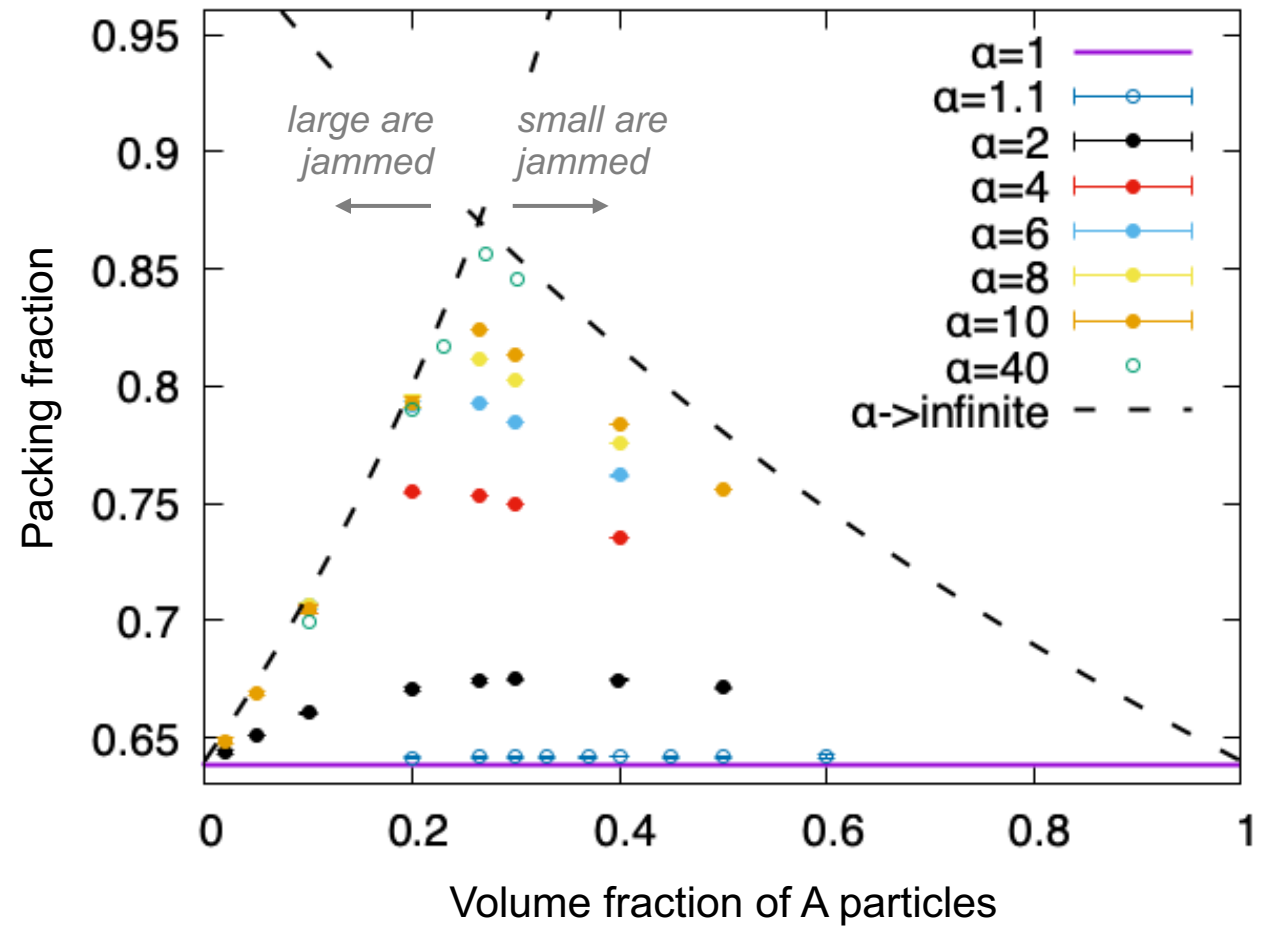 0.95
0.9
0.85
0.8
0.75
0.7
0.65
Packing fraction
large are
jammed
small are
jammed
α=1
α=1.1
α=2
α=4
α=6
α=8
α=10
α=40
α->infinite
0 0.2 0.4 0.6 0.8 1
Volume fraction of A particles